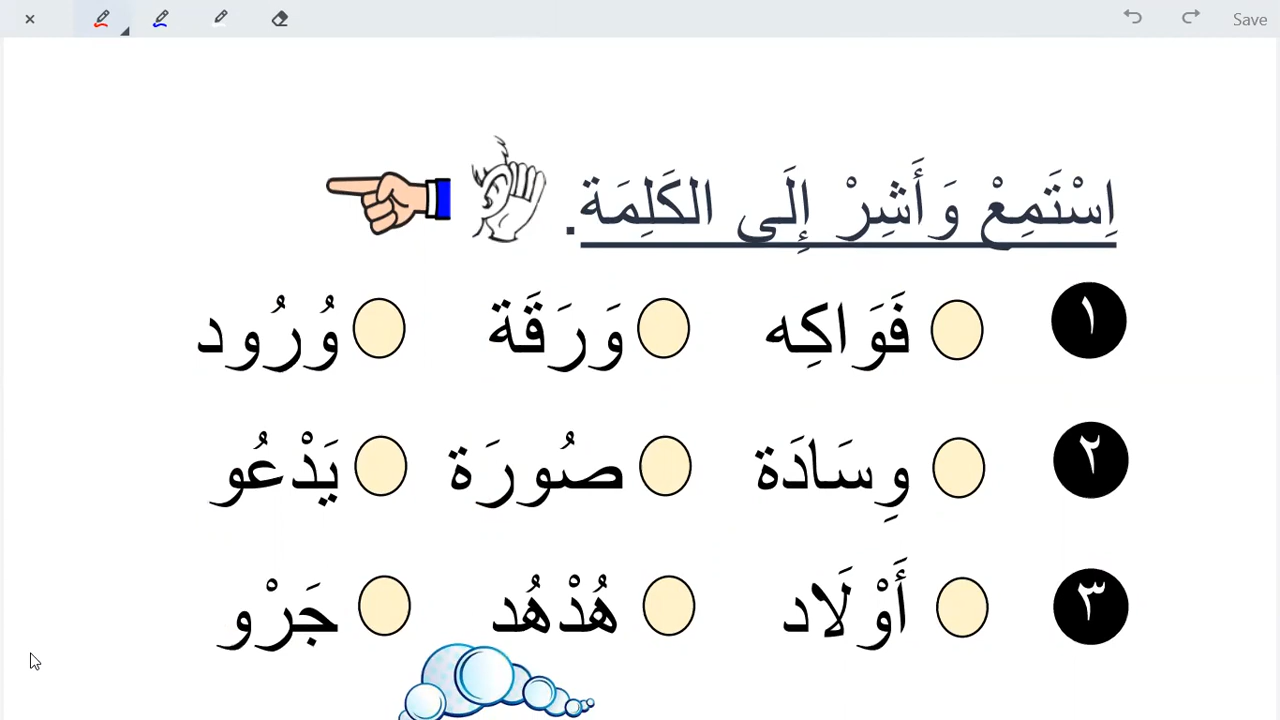 Save
اِسْتَمِعْ وَأَشِرْ إِلَى الكَلِمَة.
١ فَوَاكِه وَرَقَة وُرُود
٢ وِسَادَة صُورَة يَدْعُو
٣ أَوْلَاد هُدْهُد جَرْو